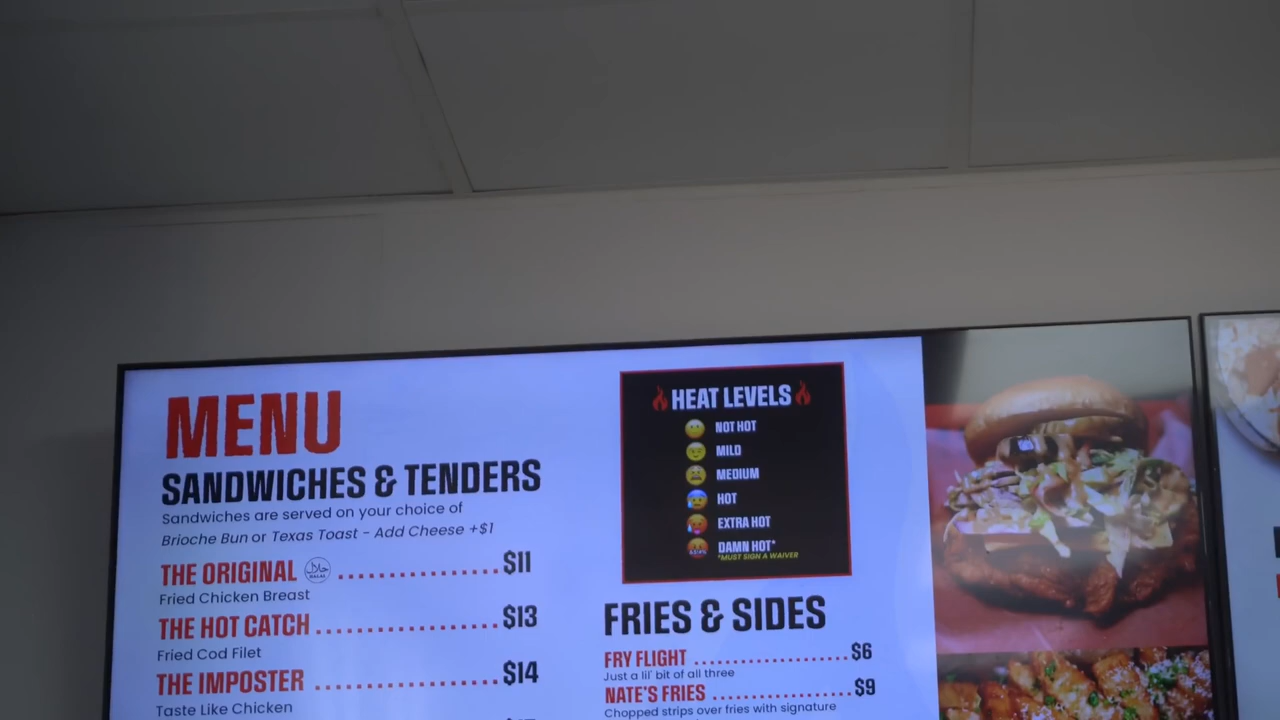 MENU
SANDWICHES & TENDERS
Sandwiches are served on your choice of
Brioche Bun or Texas Toast - Add Cheese +$1
THE ORIGINAL حلال HALAL ..................$11
Fried Chicken Breast
THE HOT CATCH ....................$13
Fried Cod Filet
THE IMPOSTER ....................$14
Taste Like Chicken
HEAT LEVELS
NOT HOT
MILD
MEDIUM
HOT
EXTRA HOT
DAMN HOT*
*MUST SIGN A WAIVER
FRIES & SIDES
FRY FLIGHT ......................$6
Just a lil' bit of all three
NATE'S FRIES ....................$9
Chopped strips over fries with signature